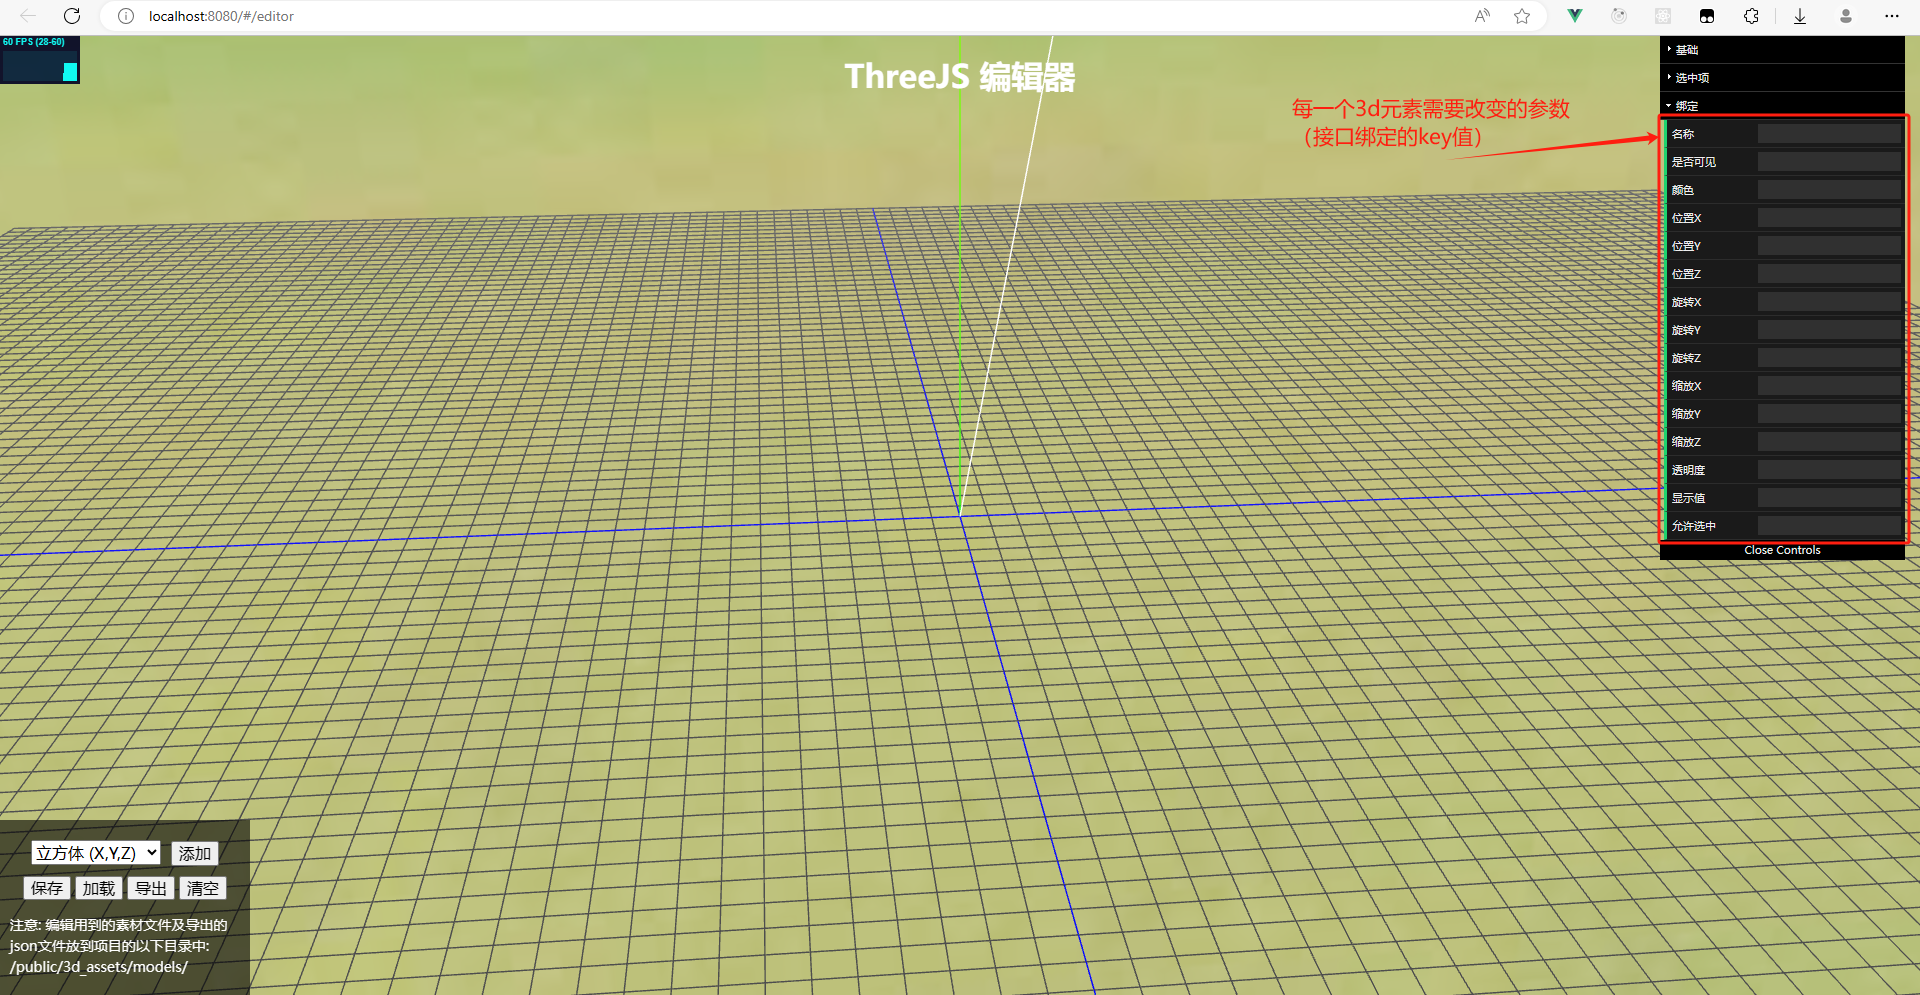 localhost:8080/#/editor
60 FPS (28-60)
ThreeJS 编辑器
每一个3d元素需要改变的参数
（接口绑定的key值）
基础
选中项
绑定
名称
是否可见
颜色
位置X
位置Y
位置Z
旋转X
旋转Y
旋转Z
缩放X
缩放Y
缩放Z
透明度
显示值
允许选中
Close Controls
立方体 (X,Y,Z) 添加
保存 加载 导出 清空
注意: 编辑用到的素材文件及导出的
json文件放到项目的以下目录中:
/public/3d_assets/models/